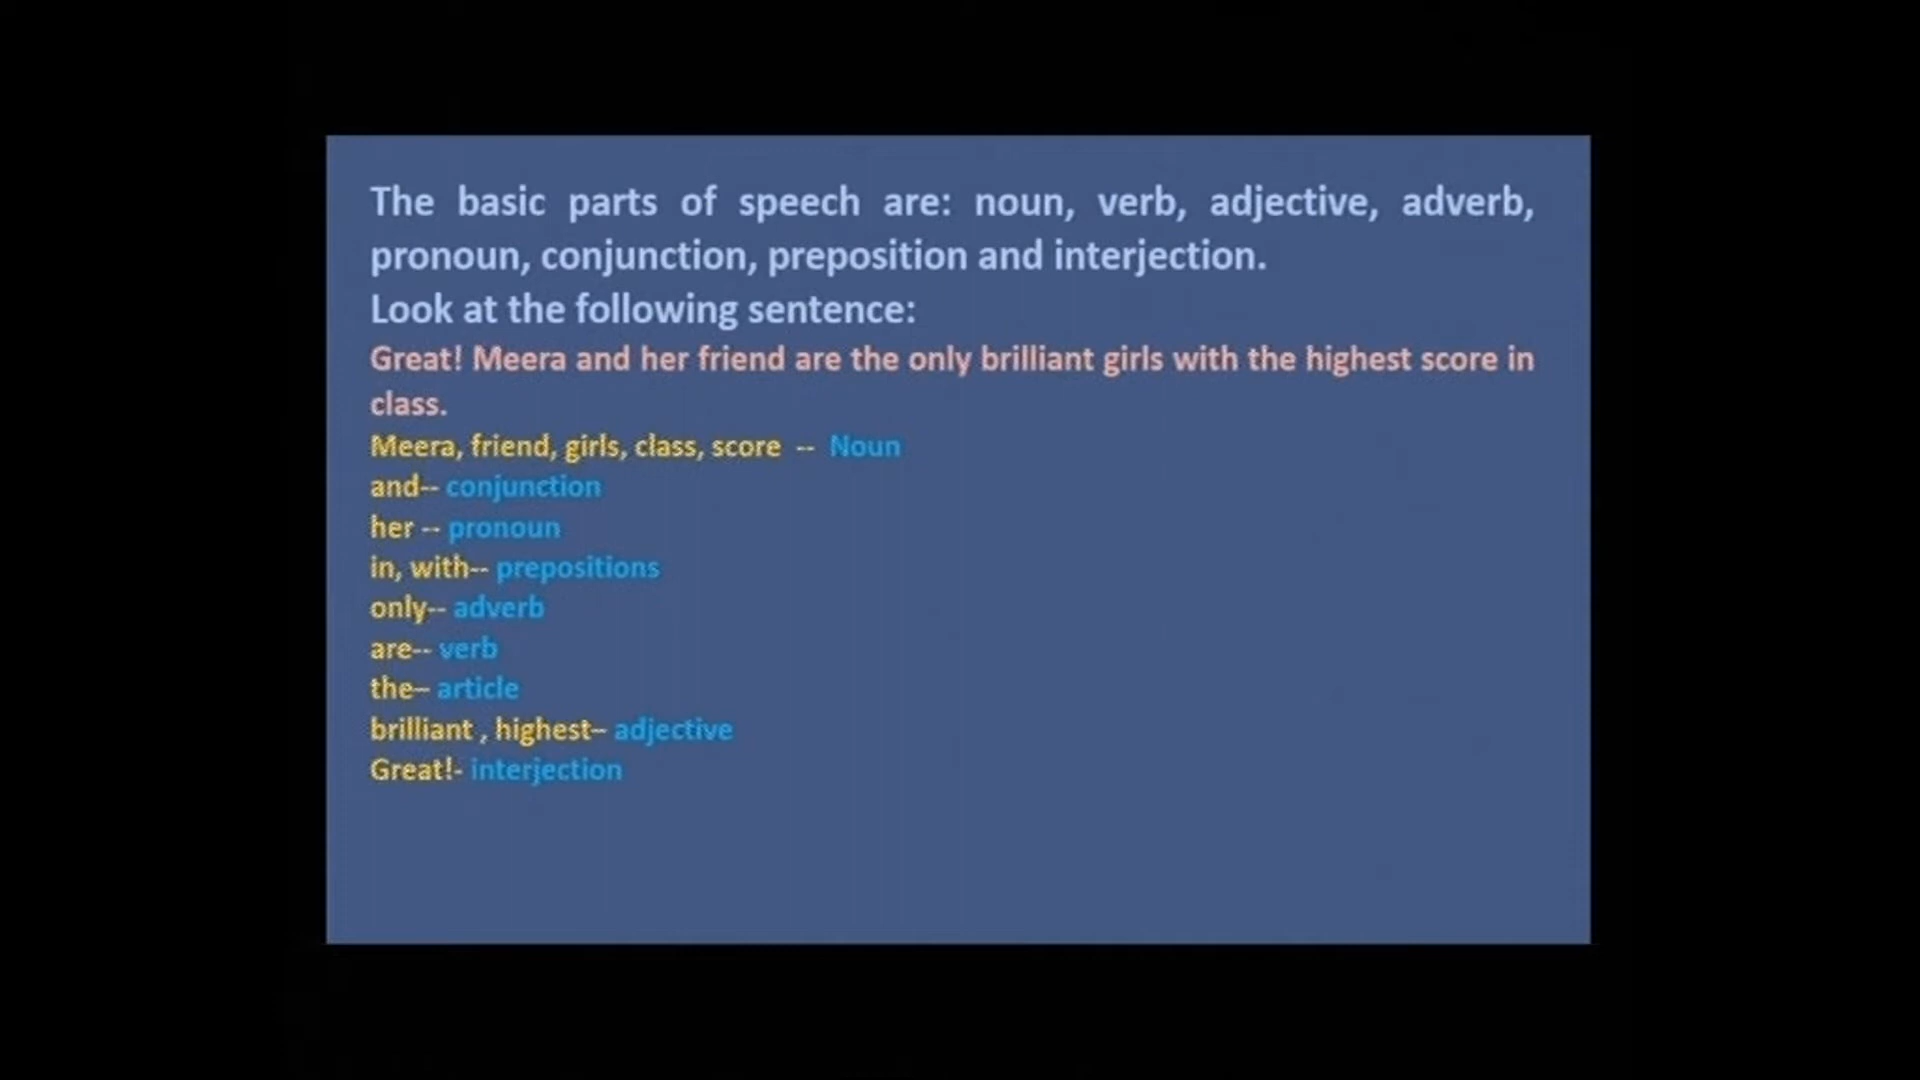 The basic parts of speech are: noun, verb, adjective, adverb,
pronoun, conjunction, preposition and interjection.
Look at the following sentence:
Great! Meera and her friend are the only brilliant girls with the highest score in
class.
Meera, friend, girls, class, score -- Noun
and-- conjunction
her -- pronoun
in, with-- prepositions
only-- adverb
are-- verb
the– article
brilliant , highest– adjective
Great!- interjection